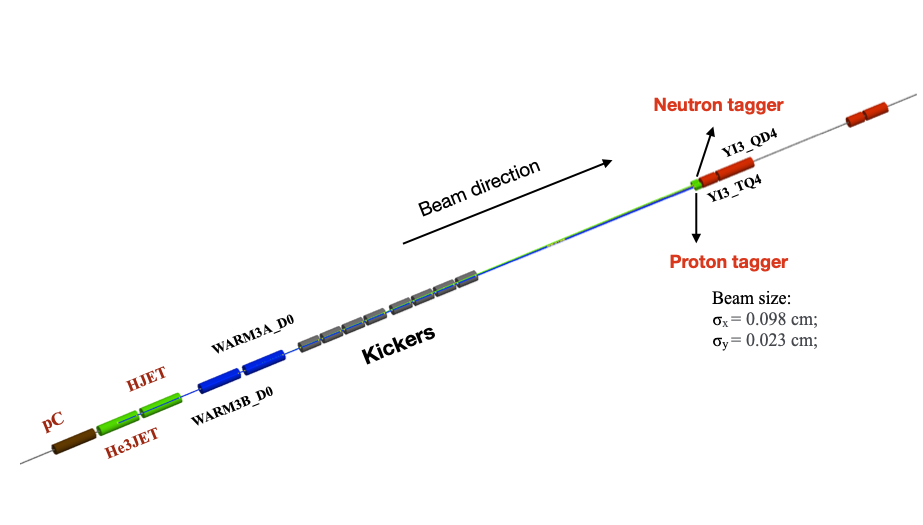 Neutron tagger
YI3_QD4
YI3_TQ4
Beam direction
Proton tagger
Beam size:
σx = 0.098 cm;
σy = 0.023 cm;
WARM3A_D0
Kickers
HJET
WARM3B_D0
pC
He3JET